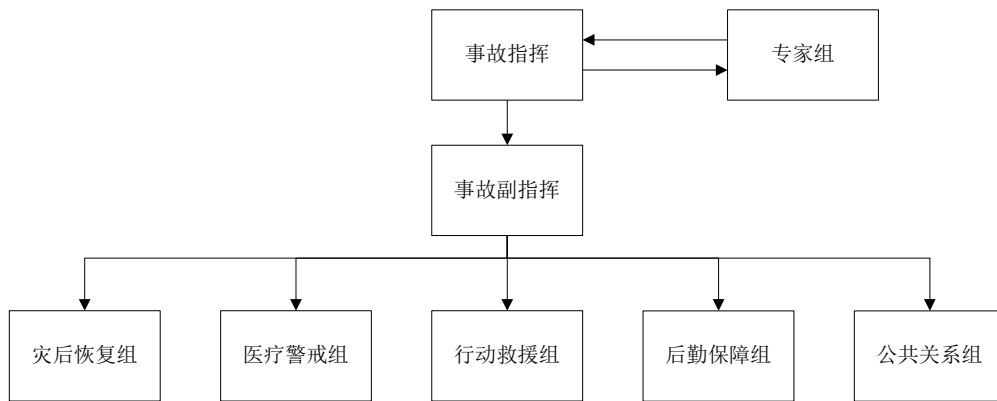 事故指挥
专家组
事故副指挥
灾后恢复组
医疗警戒组
行动救援组
后勤保障组
公共关系组